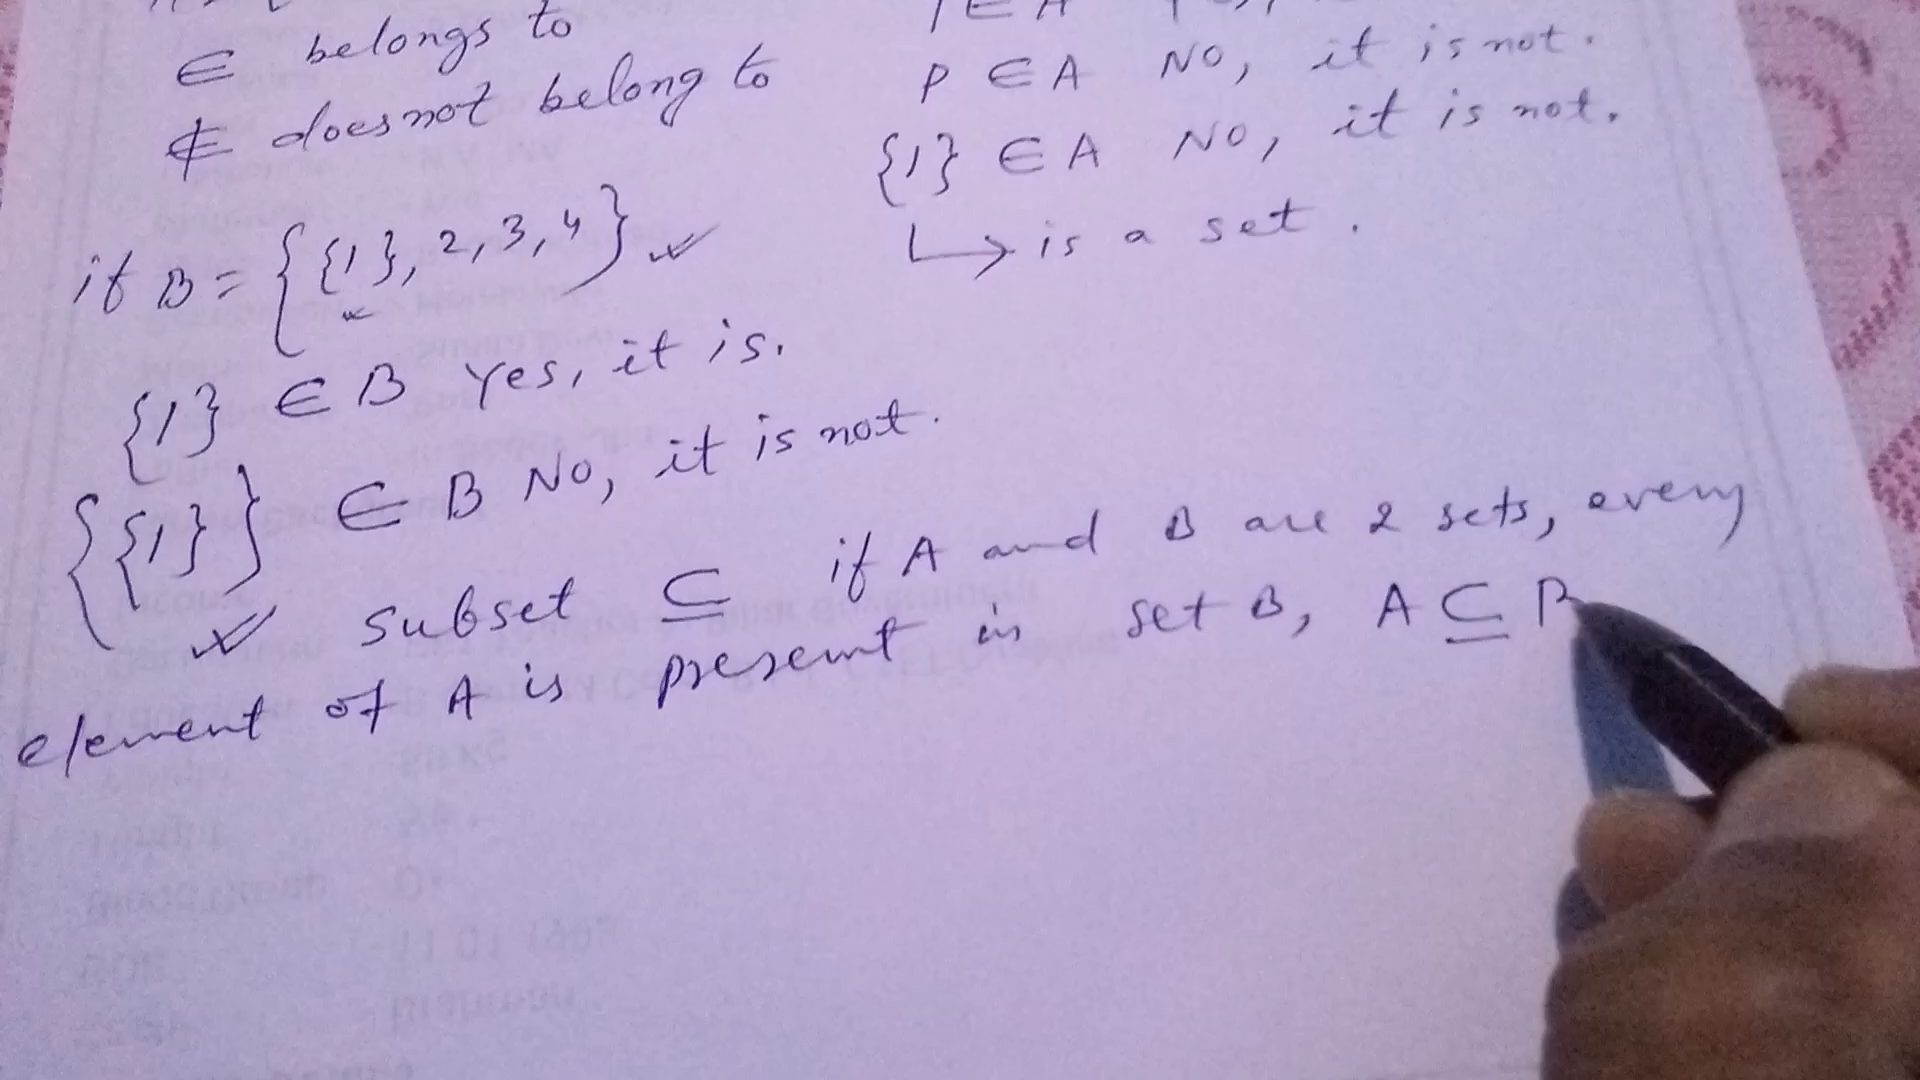 ∈ belongs to
∉ doesnot belong to
P ∈ A NO, it is not.
{1} ∈ A NO, it is not.
↳ is a set.
if B = { {1}, 2, 3, 4 } ✓
{1} ∈ B Yes, it is.
{{1}} ∈ B NO, it is not.
✓ subset ⊆ if A and B are 2 sets, every
element of A is present in set B, A ⊆ B